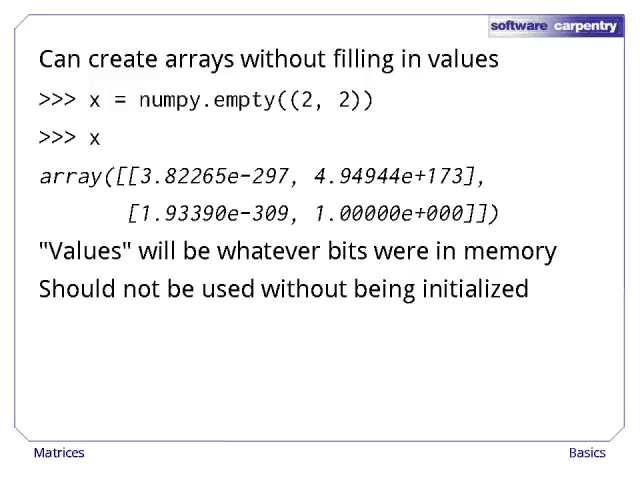 software carpentry
Can create arrays without filling in values
>>> x = numpy.empty((2, 2))
>>> x
array([[3.82265e-297, 4.94944e+173],
[1.93390e-309, 1.00000e+000]])
"Values" will be whatever bits were in memory
Should not be used without being initialized
Matrices
Basics